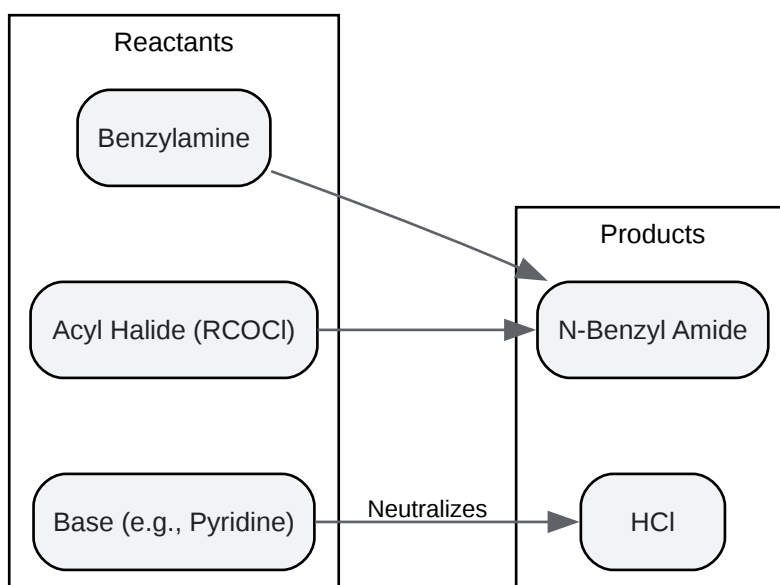 Reactants
Benzylamine
Acyl Halide (RCOCl)
Base (e.g., Pyridine)
Neutralizes
Products
N-Benzyl Amide
HCl